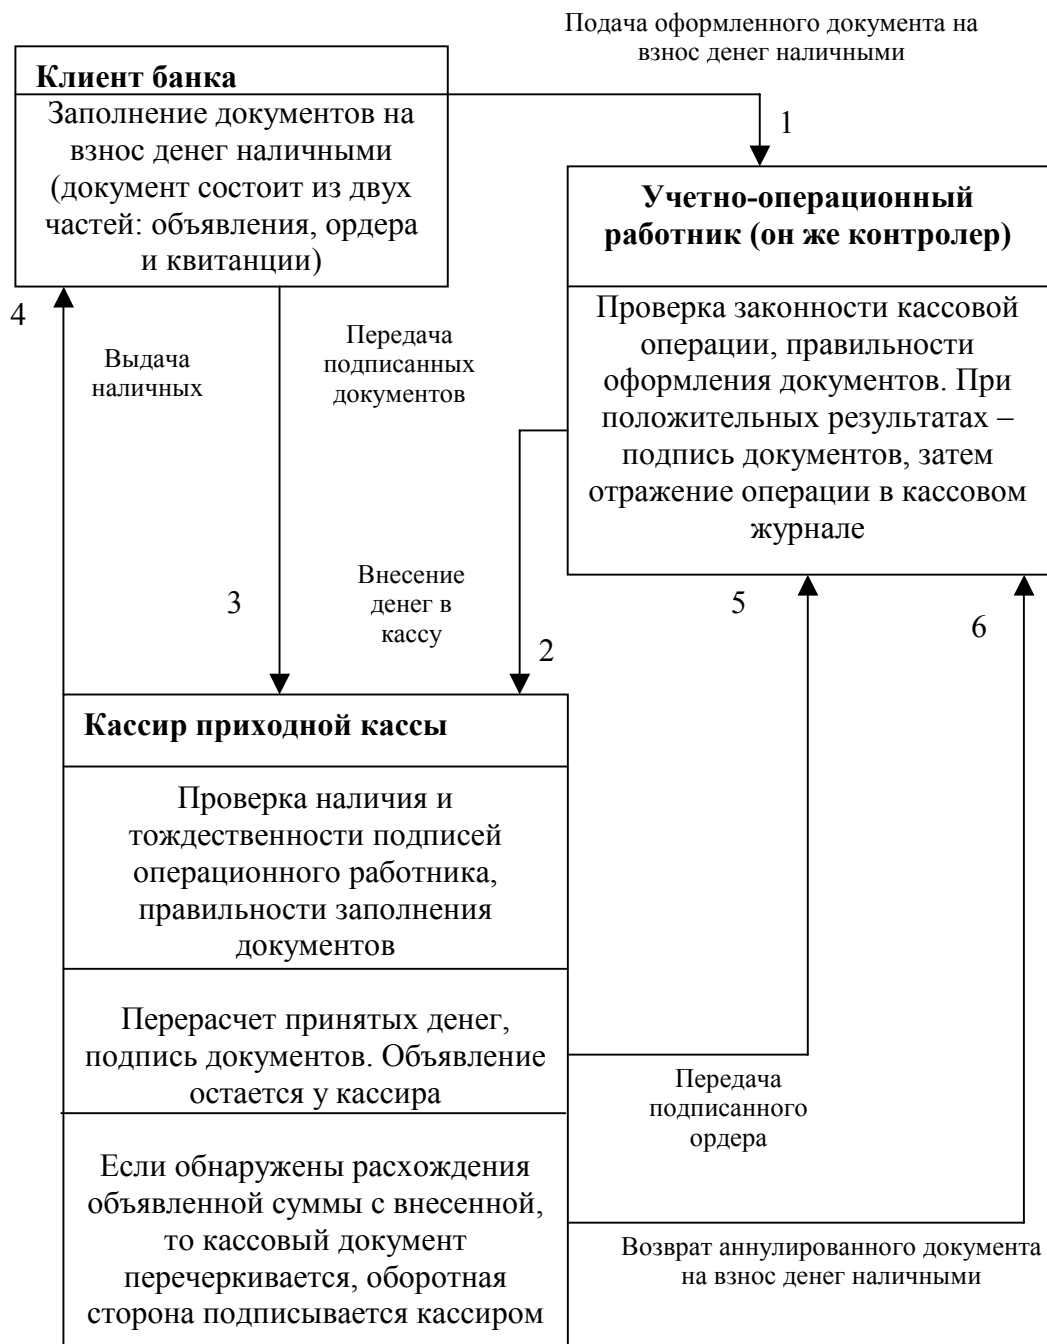 Подача оформленного документа на
взнос денег наличными
Клиент банка
Заполнение документов на
взнос денег наличными
(документ состоит из двух
частей: объявления, ордера
и квитанции)
1
Учетно-операционный
работник (он же контролер)
Проверка законности кассовой
операции, правильности
оформления документов. При
положительных результатах –
подпись документов, затем
отражение операции в кассовом
журнале
4
Выдача
наличных
Передача
подписанных
документов
3
Внесение
денег в
кассу
2
5
6
Кассир приходной кассы
Проверка наличия и
тождественности подписей
операционного работника,
правильности заполнения
документов
Перерасчет принятых денег,
подпись документов. Объявление
остается у кассира
Передача
подписанного
ордера
Если обнаружены расхождения
объявленной суммы с внесенной,
то кассовый документ
перечеркивается, оборотная
сторона подписывается кассиром
Возврат аннулированного документа
на взнос денег наличными